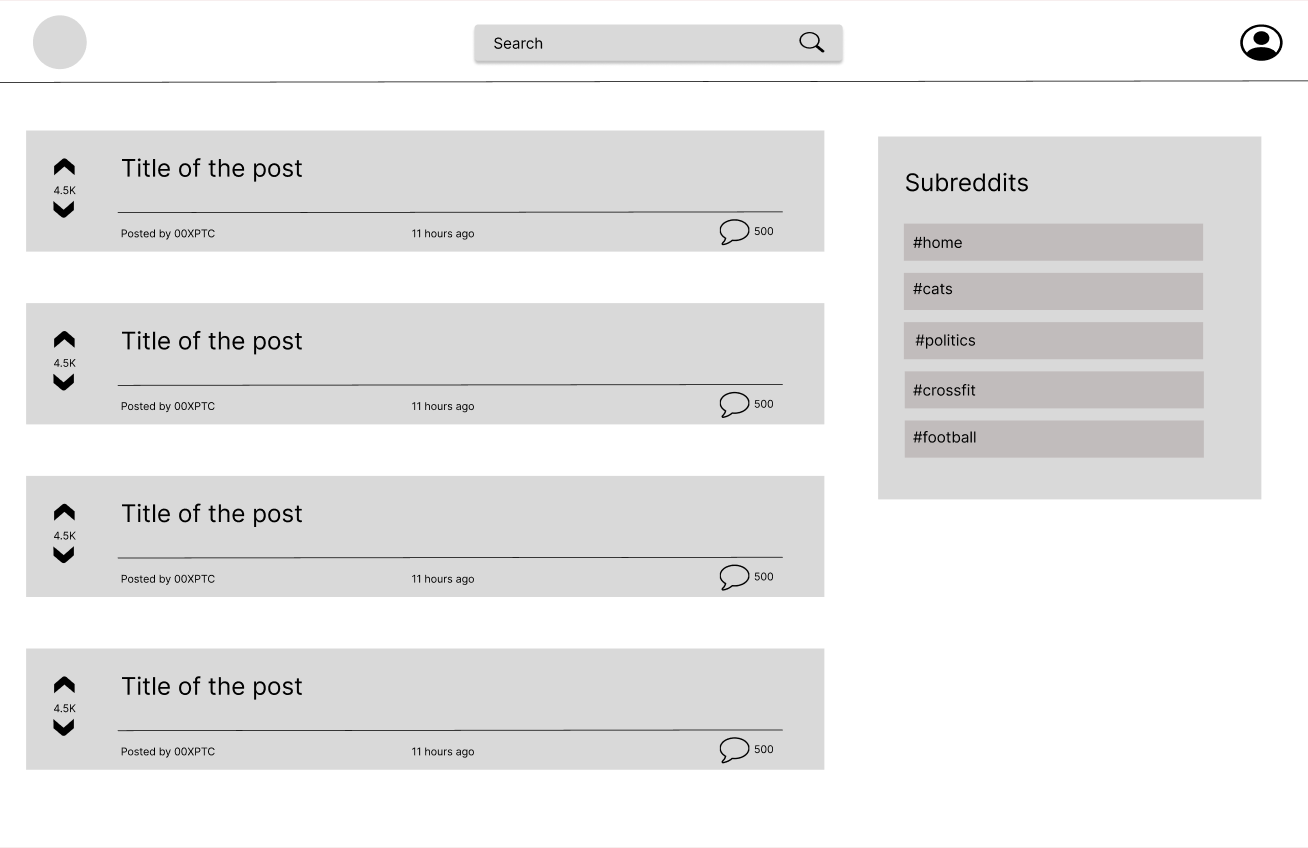 Search
Title of the post
4.5K
Posted by 00XPTC 11 hours ago 500
Title of the post
4.5K
Posted by 00XPTC 11 hours ago 500
Title of the post
4.5K
Posted by 00XPTC 11 hours ago 500
Title of the post
4.5K
Posted by 00XPTC 11 hours ago 500
Subreddits
#home
#cats
#politics
#crossfit
#football